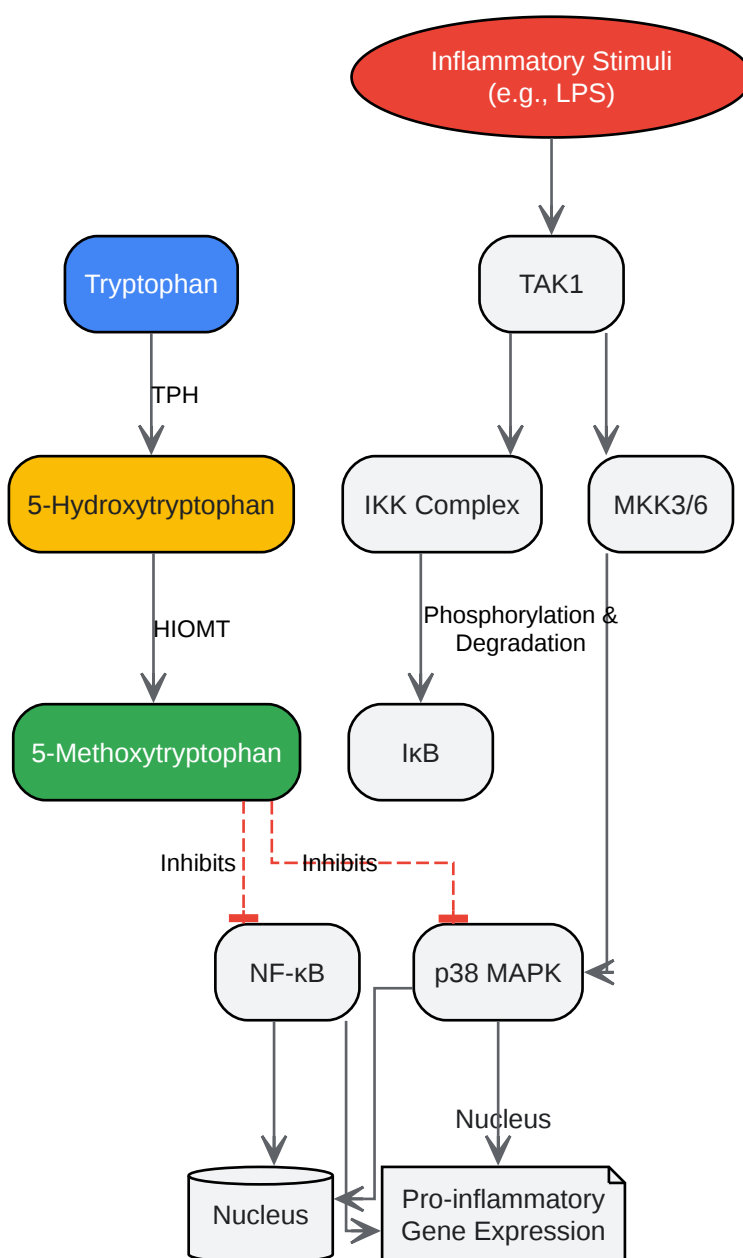 Inflammatory Stimuli
(e.g., LPS)
Tryptophan
TAK1
TPH
5-Hydroxytryptophan
IKK Complex
MKK3/6
HIOMT
Phosphorylation &
Degradation
5-Methoxytryptophan
IκB
Inhibits
Inhibits
NF-κB
p38 MAPK
Nucleus
Nucleus
Pro-inflammatory
Gene Expression